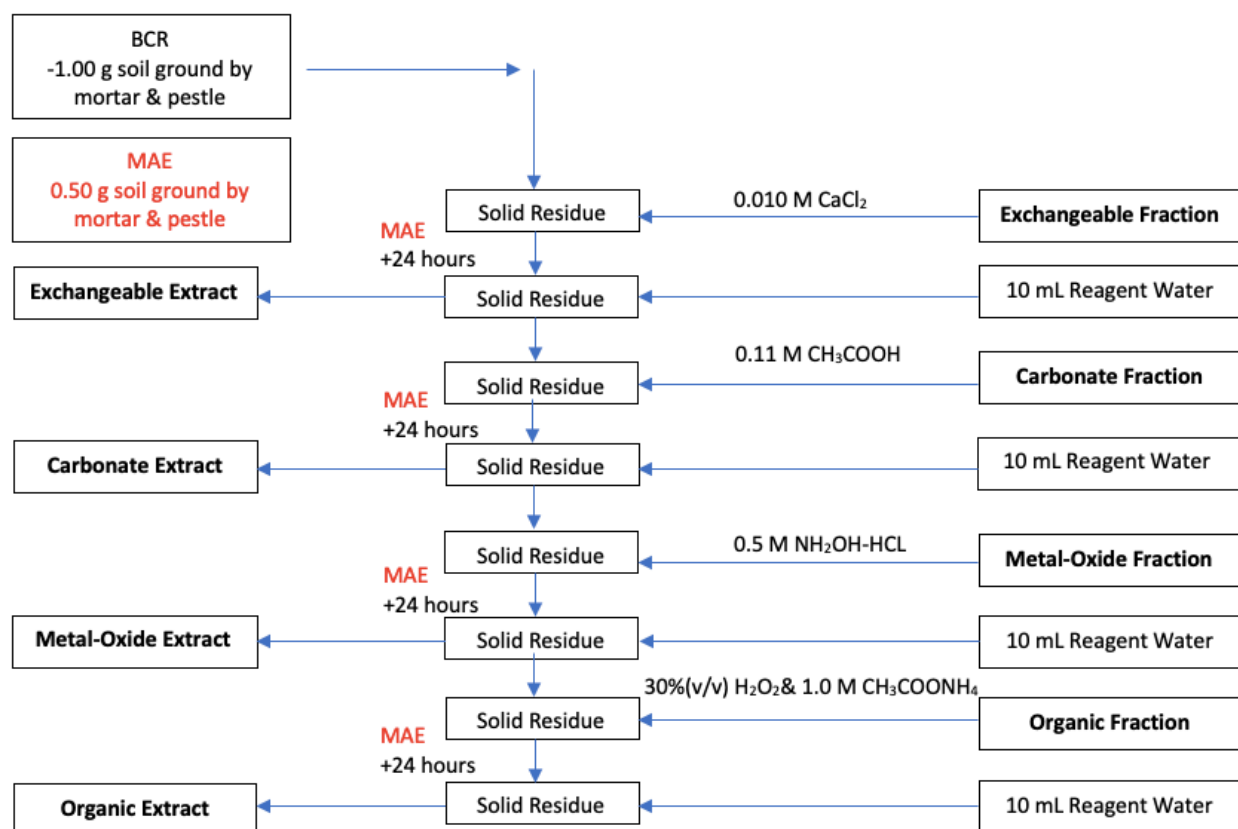 BCR
-1.00 g soil ground by
mortar & pestle
MAE
0.50 g soil ground by
mortar & pestle
Solid Residue
0.010 M CaCl₂
Exchangeable Fraction
MAE
+24 hours
Exchangeable Extract
Solid Residue
10 mL Reagent Water
Solid Residue
0.11 M CH₃COOH
Carbonate Fraction
MAE
+24 hours
Carbonate Extract
Solid Residue
10 mL Reagent Water
Solid Residue
0.5 M NH₂OH-HCL
Metal-Oxide Fraction
MAE
+24 hours
Metal-Oxide Extract
Solid Residue
10 mL Reagent Water
Solid Residue
30%(v/v) H₂O₂& 1.0 M CH₃COONH₄
Organic Fraction
MAE
+24 hours
Organic Extract
Solid Residue
10 mL Reagent Water